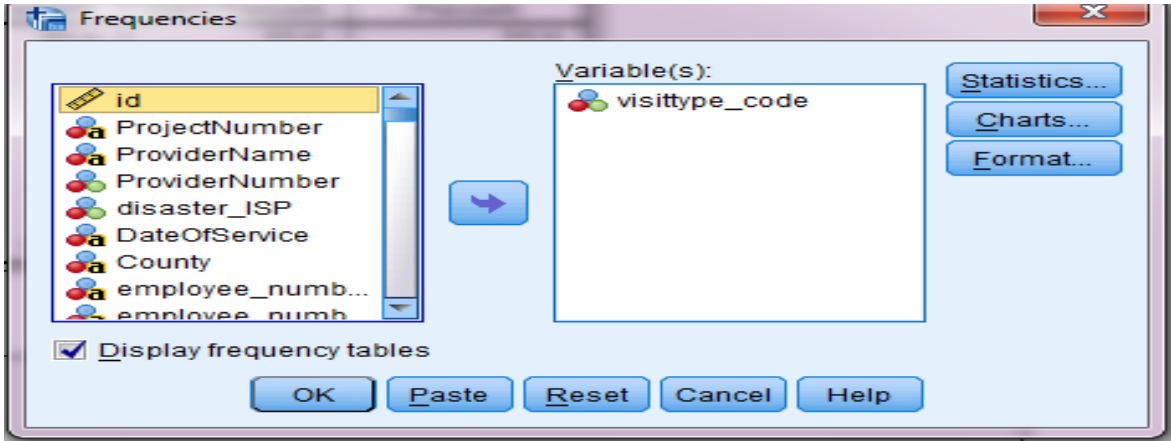 Frequencies
Variable(s):
id
ProjectNumber
ProviderName
ProviderNumber
disaster_ISP
DateOfService
County
employee_numb...
employee_numb
visittype_code
Statistics...
Charts...
Format...
Display frequency tables
OK
Paste
Reset
Cancel
Help